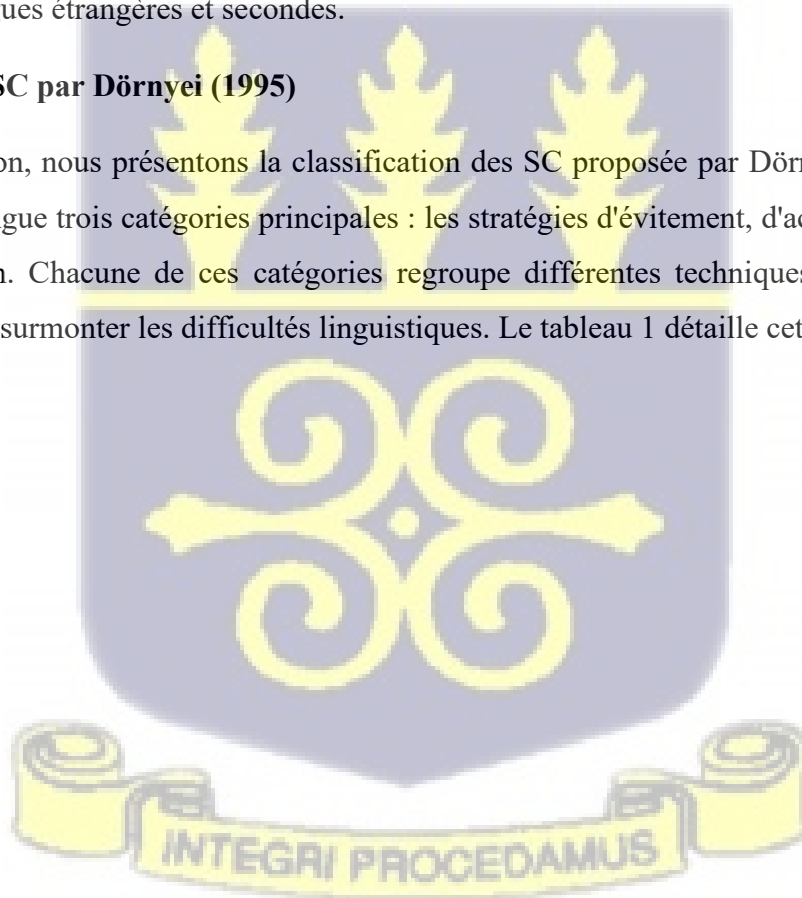 ues étrangères et secondes.
SC par Dörnyei (1995)
on, nous présentons la classification des SC proposée par Dörn
gue trois catégories principales : les stratégies d'évitement, d'ac
n. Chacune de ces catégories regroupe différentes techniques
surmonter les difficultés linguistiques. Le tableau 1 détaille cet
INTEGRI PROCEDAMUS